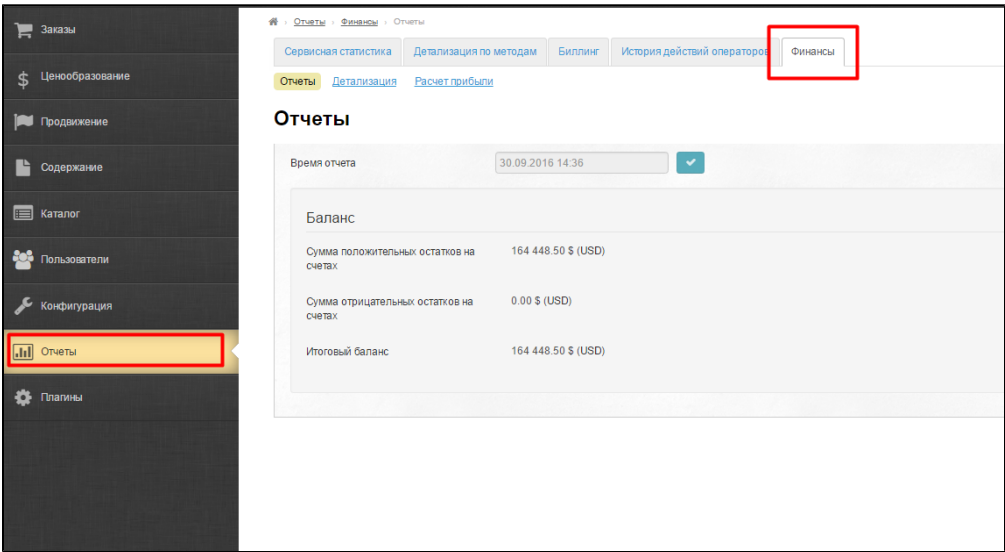 Заказы
Ценообразование
Продвижение
Содержание
Каталог
Пользователи
Конфигурация
Отчеты
Плагины
Отчеты › Финансы › Отчеты
Сервисная статистика Детализация по методам Биллинг История действий операторов Финансы
Отчеты Детализация Расчет прибыли
Отчеты
Время отчета 30.09.2016 14:36
Баланс
Сумма положительных остатков на 164 448.50 $ (USD)
счетах
Сумма отрицательных остатков на 0.00 $ (USD)
счетах
Итоговый баланс 164 448.50 $ (USD)